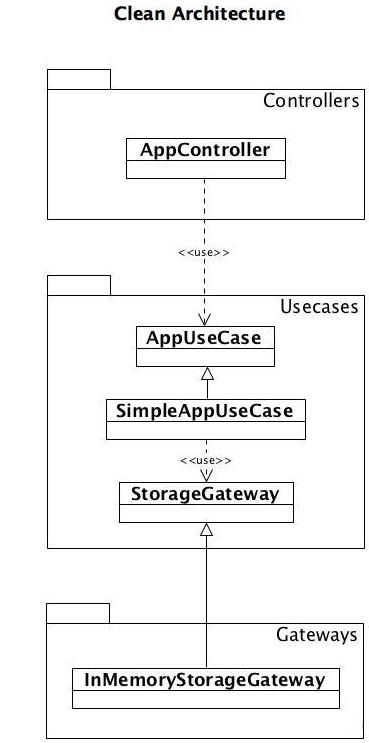 Clean Architecture
Controllers
AppController
<<use>>
Usecases
AppUseCase
SimpleAppUseCase
<<use>>
StorageGateway
Gateways
InMemoryStorageGateway